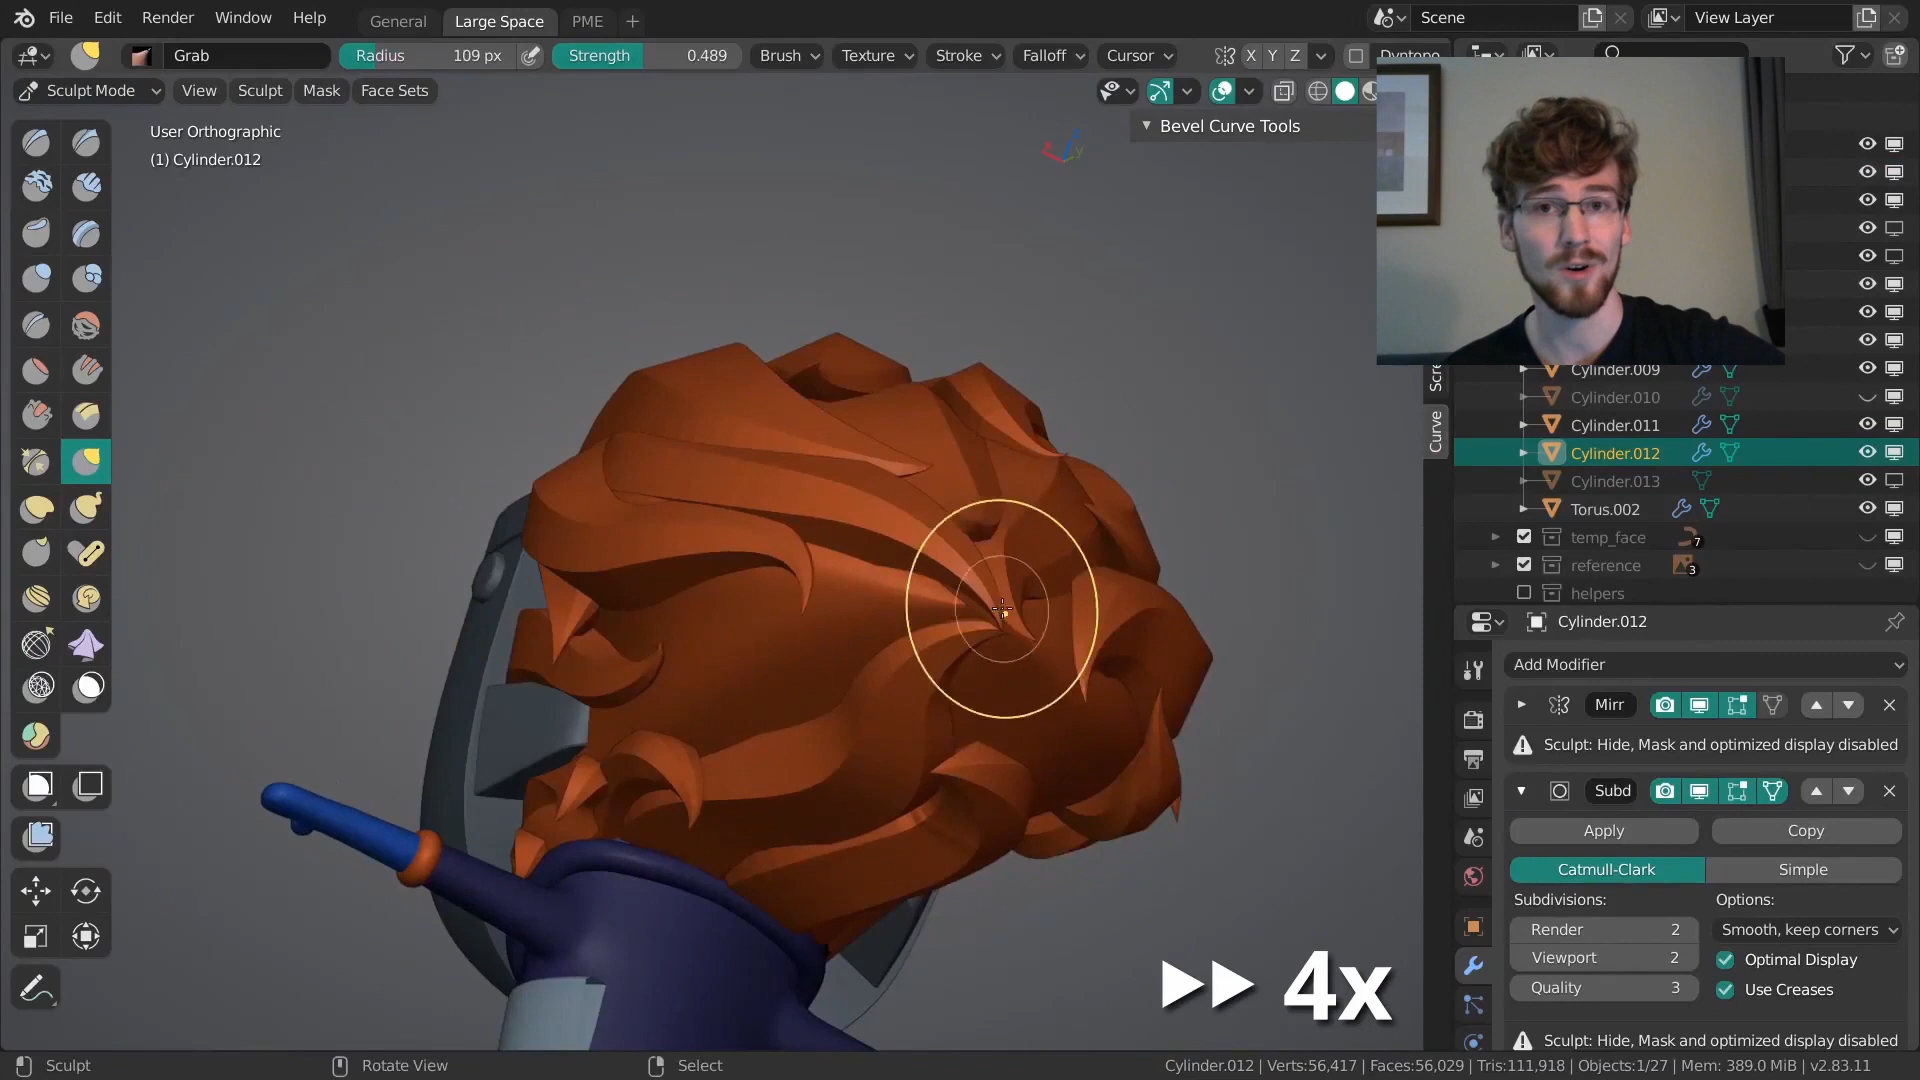 File Edit Render Window Help General Large Space PME + Scene View Layer
Grab Radius 109 px Strength 0.489 Brush Texture Stroke Falloff Cursor X Y Z
Sculpt Mode View Sculpt Mask Face Sets
User Orthographic
(1) Cylinder.012
Bevel Curve Tools
Curve
Cylinder.009
Cylinder.010
Cylinder.011
Cylinder.012
Cylinder.013
Torus.002
temp_face 7
reference 3
helpers
Cylinder.012
Add Modifier
Mirr
Sculpt: Hide, Mask and optimized display disabled
Subd
Apply Copy
Catmull-Clark Simple
Subdivisions: Options:
Render 2 Smooth, keep corners
Viewport 2 Optimal Display
Quality 3 Use Creases
Sculpt: Hide, Mask and optimized display disabled
4x
Sculpt Rotate View Select Cylinder.012 | Verts:56,417 | Faces:56,029 | Tris:111,918 | Objects:1/27 | Mem: 389.0 MiB | v2.83.11